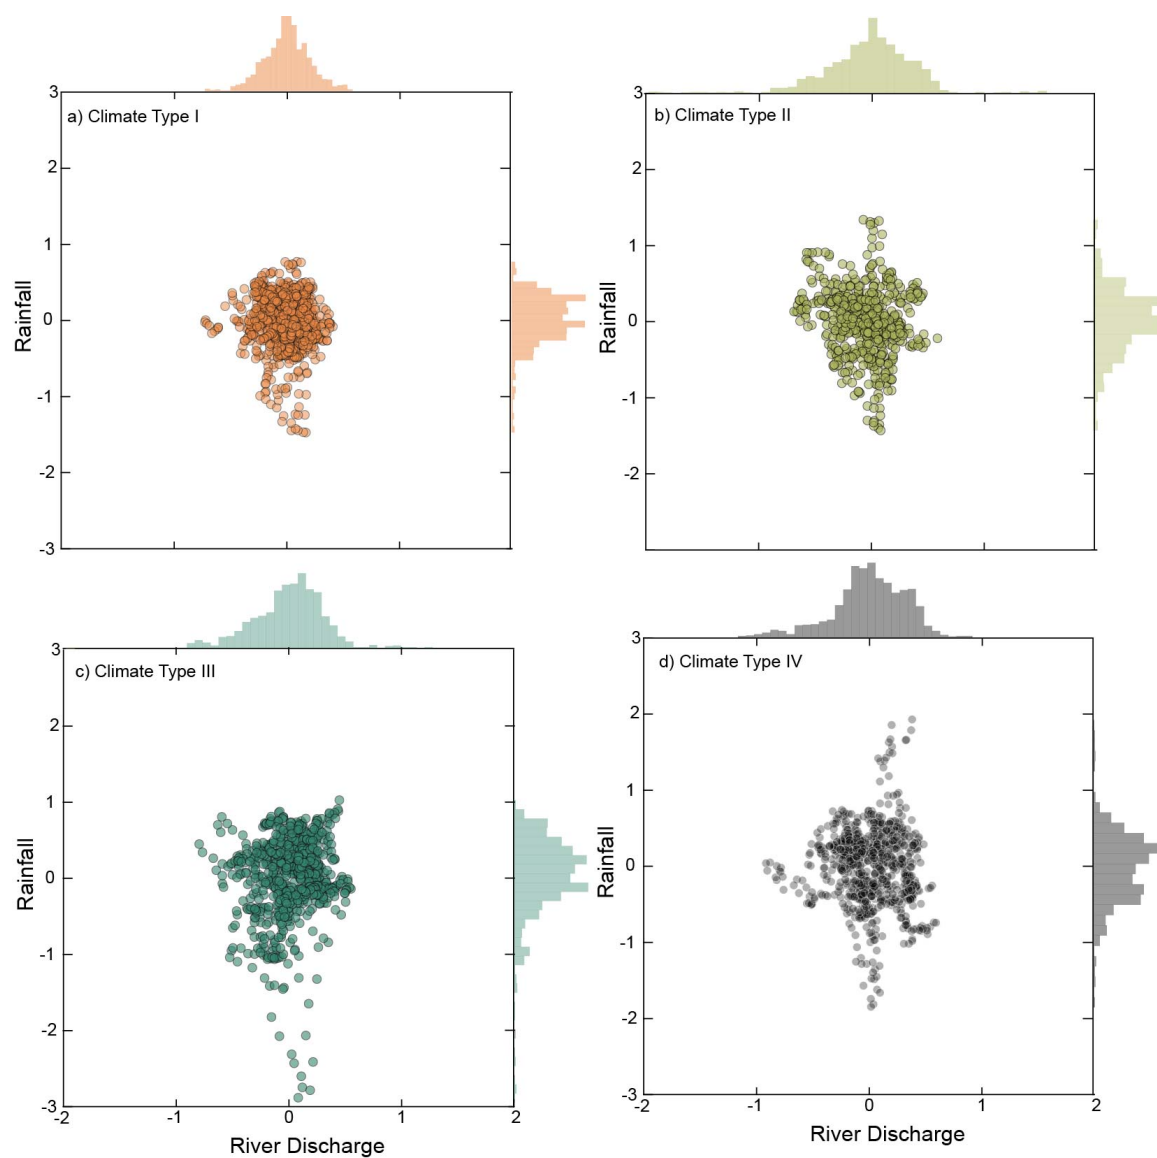 3
a) Climate Type I
2
1
Rainfall
0
-1
-2
-3
3
b) Climate Type II
2
1
Rainfall
0
-1
-2
3
c) Climate Type III
2
1
Rainfall
0
-1
-2
-3
-2 -1 0 1 2
River Discharge
3
d) Climate Type IV
2
1
Rainfall
0
-1
-2
-3
-2 -1 0 1 2
River Discharge